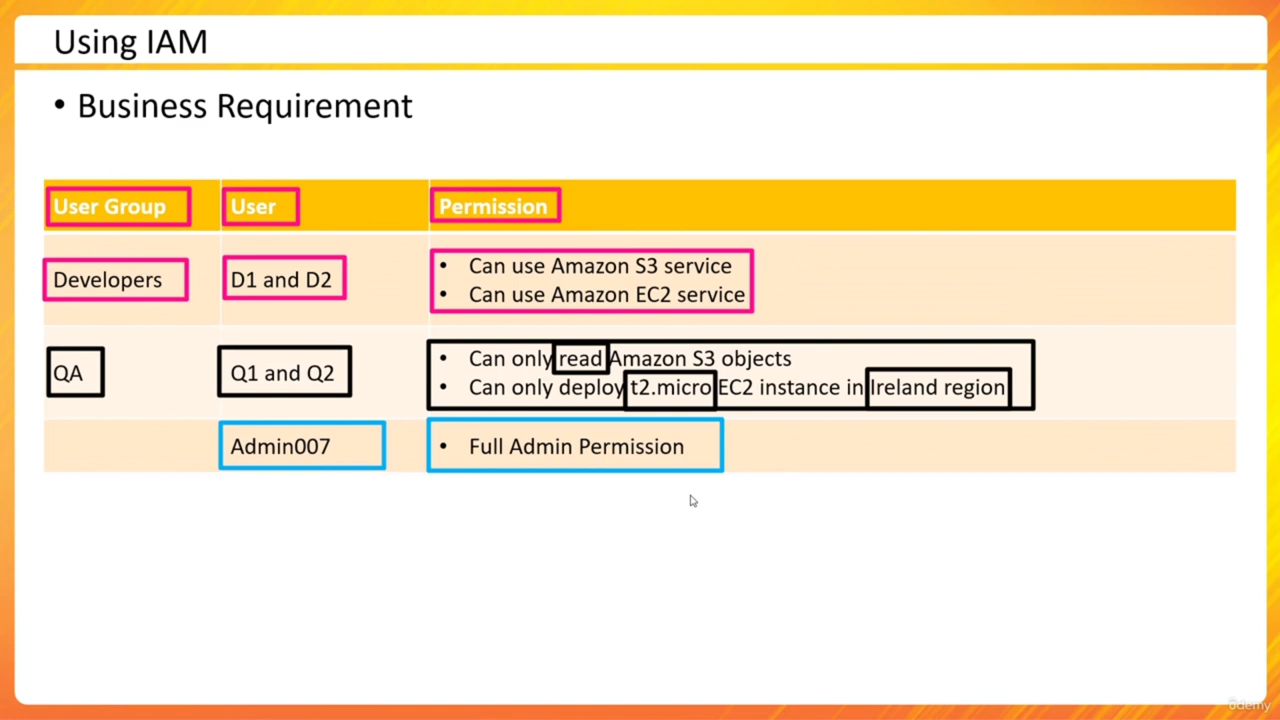 Using IAM
• Business Requirement
User Group User Permission
Developers D1 and D2
• Can use Amazon S3 service
• Can use Amazon EC2 service
QA Q1 and Q2
• Can only read Amazon S3 objects
• Can only deploy t2.micro EC2 instance in Ireland region
Admin007 • Full Admin Permission
ûdemy